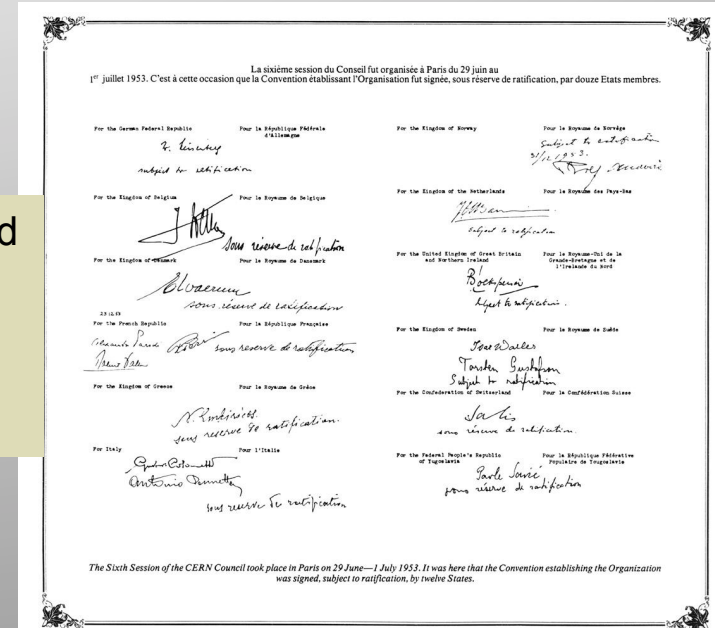 d
La sixième session du Conseil fut organisée à Paris du 29 juin au
1er juillet 1953. C'est à cette occasion que la Convention établissant l'Organisation fut signée, sous réserve de ratification, par douze Etats membres.
For the German Federal Republic
Pour la République Fédérale
d'Allemagne
subject to ratification
For the Kingdom of Belgium
Pour le Royaume de Belgique
sous réserve de ratification
For the Kingdom of Denmark
Pour le Royaume de Danemark
sous réserve de ratification
For the French Republic
Pour la République Française
sous reserve de ratification
For the Kingdom of Greece
Pour le Royaume de Grèce
sous reserve de ratification.
For Italy
Pour l'Italie
Antonio
sous reserve de ratification
For the Kingdom of Norway
Pour le Royaume de Norvège
Subject to ratification
For the Kingdom of the Netherlands
Pour le Royaume des Pays-Bas
Subject to ratification
For the United Kingdom of Great Britain
and Northern Ireland
Pour le Royaume-Uni de la
Grande-Bretagne et de
l'Irelande du Nord
Subject to ratification.
For the Kingdom of Sweden
Pour le Royaume de Suède
Torsten Gustafson
Subject to ratification
For the Confederation of Switzerland
Pour la Confédération Suisse
sous réserve de ratification.
For the Federal People's Republic
of Yugoslavia
Pour la République Fédérative
Populaire de Yougoslavie
Pavle Savić
sous réserve de ratification
The Sixth Session of the CERN Council took place in Paris on 29 June—1 July 1953. It was here that the Convention establishing the Organization
was signed, subject to ratification, by twelve States.